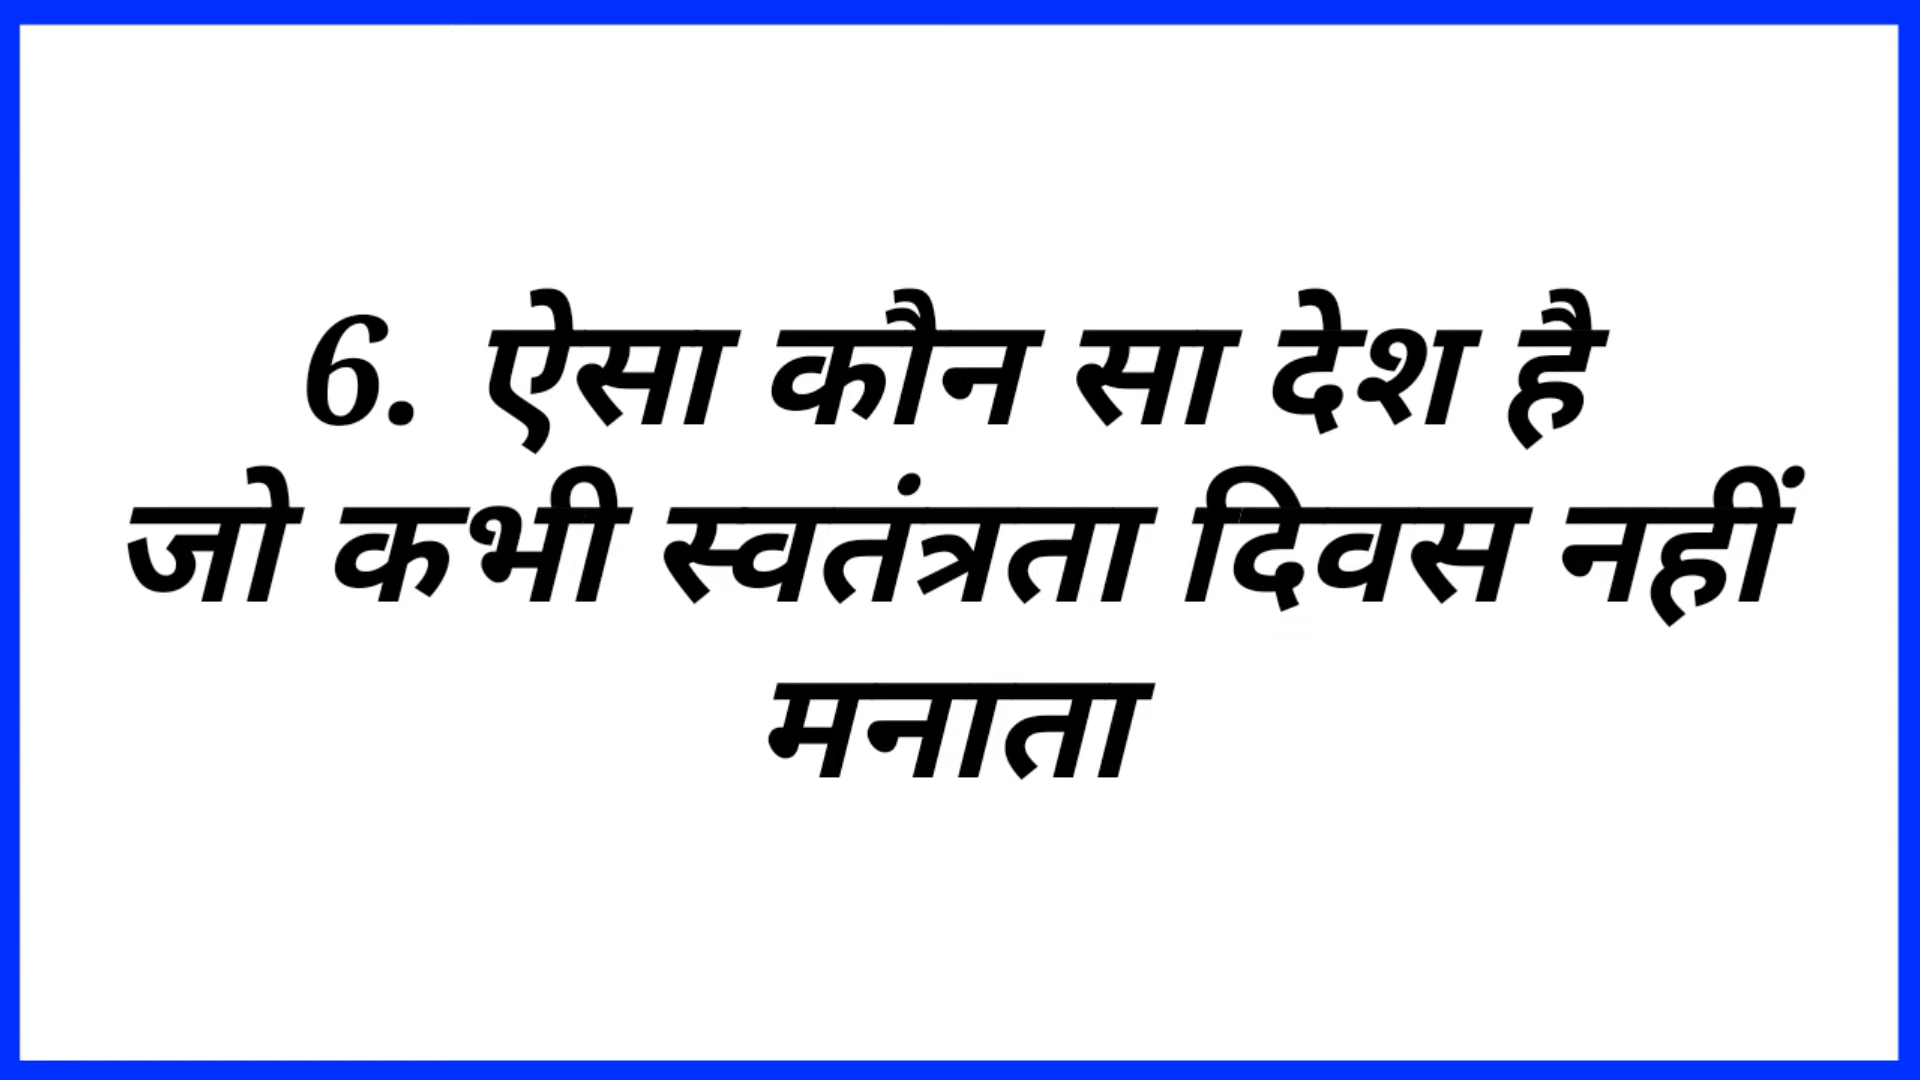 6. ऐसा कौन सा देश है
जो कभी स्वतंत्रता दिवस नहीं
मनाता